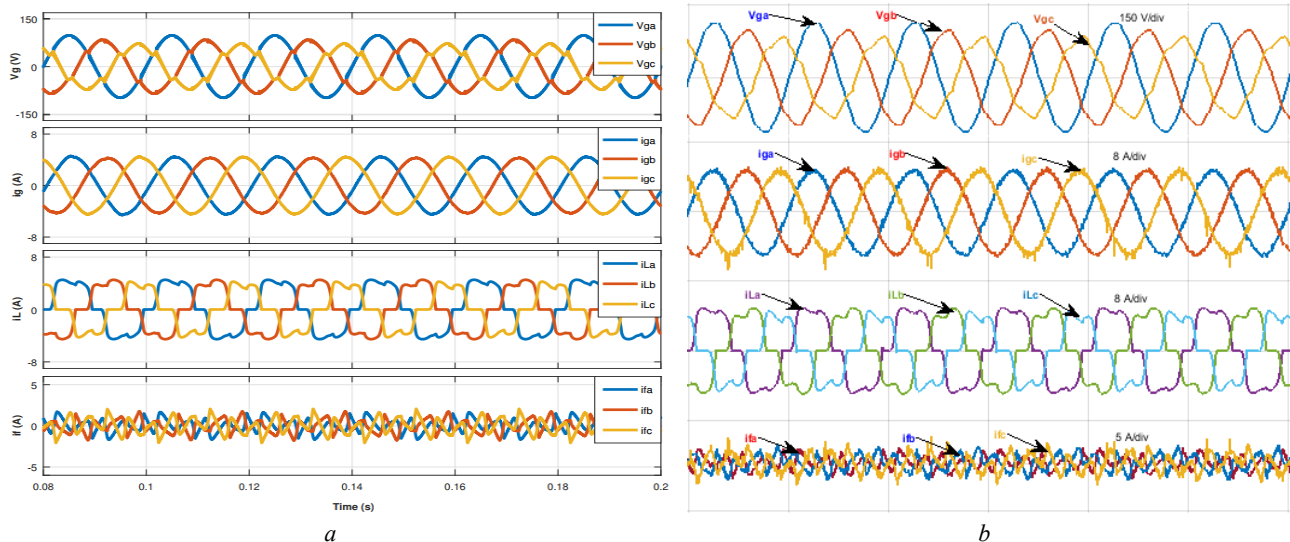 150
0
-150
Vg (V)
Vga
Vgb
Vgc
8
0
-8
ig (A)
iga
igb
igc
8
0
-8
iL (A)
iLa
iLb
iLc
5
0
-5
if (A)
ifa
ifb
ifc
0.08
0.1
0.12
0.14
0.16
0.18
0.2
Time (s)
a
Vga
Vgb
Vgc
150 V/div
iga
igb
igc
8 A/div
iLa
iLb
iLc
8 A/div
ifa
ifb
ifc
5 A/div
b